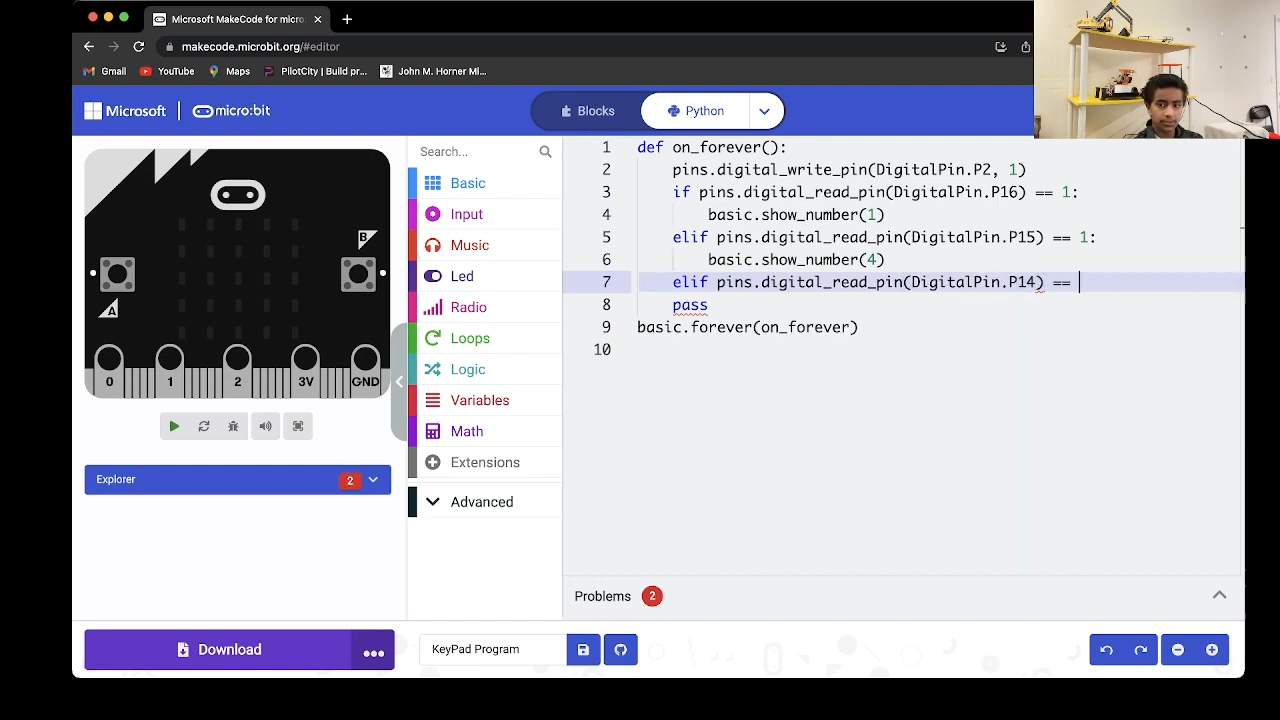 Microsoft MakeCode for micro:
makecode.microbit.org/#editor
Gmail
YouTube
Maps
PilotCity | Build pr...
John M. Horner Mi...
Microsoft
micro:bit
Blocks
Python
A
B
0
1
2
3V
GND
Explorer
2
Search...
Basic
Input
Music
Led
Radio
Loops
Logic
Variables
Math
Extensions
Advanced
1 def on_forever():
2 pins.digital_write_pin(DigitalPin.P2, 1)
3 if pins.digital_read_pin(DigitalPin.P16) == 1:
4 basic.show_number(1)
5 elif pins.digital_read_pin(DigitalPin.P15) == 1:
6 basic.show_number(4)
7 elif pins.digital_read_pin(DigitalPin.P14) ==
8 pass
9 basic.forever(on_forever)
10
Problems 2
Download
KeyPad Program